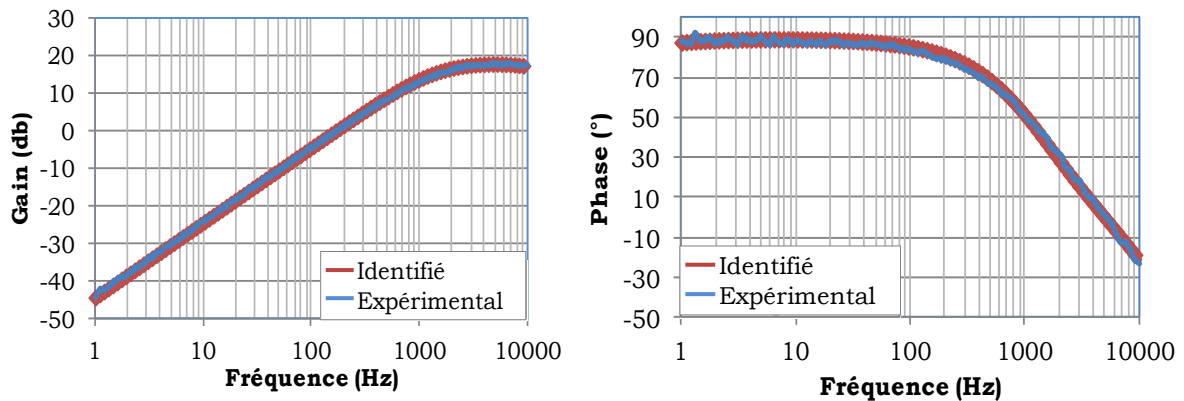 30
20
10
0
-10
-20
-30
-40
-50
Gain (db)
Identifié
Expérimental
1 10 100 1000 10000
Fréquence (Hz)
90
70
50
30
10
-10
-30
-50
Phase (°)
Identifié
Expérimental
1 10 100 1000 10000
Fréquence (Hz)